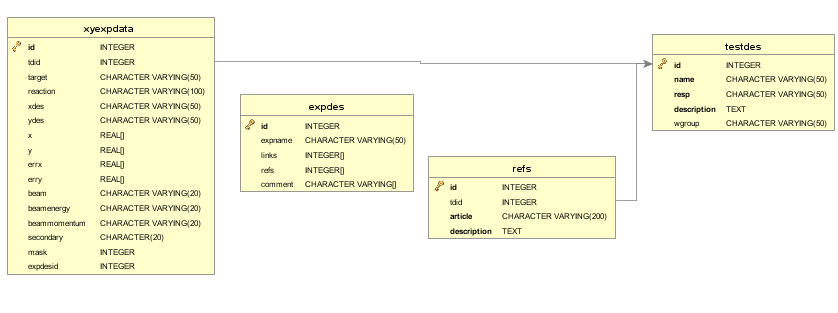 xyexpdata
id INTEGER
tdid INTEGER
target CHARACTER VARYING(50)
reaction CHARACTER VARYING(100)
xdes CHARACTER VARYING(50)
ydes CHARACTER VARYING(50)
x REAL[]
y REAL[]
errx REAL[]
erry REAL[]
beam CHARACTER VARYING(20)
beamenergy CHARACTER VARYING(20)
beammomentum CHARACTER VARYING(20)
secondary CHARACTER(20)
mask INTEGER
expdesid INTEGER
expdes
id INTEGER
expname CHARACTER VARYING(50)
links INTEGER[]
refs INTEGER[]
comment CHARACTER VARYING[]
refs
id INTEGER
tdid INTEGER
article CHARACTER VARYING(200)
description TEXT
testdes
id INTEGER
name CHARACTER VARYING(50)
resp CHARACTER VARYING(50)
description TEXT
wgroup CHARACTER VARYING(50)